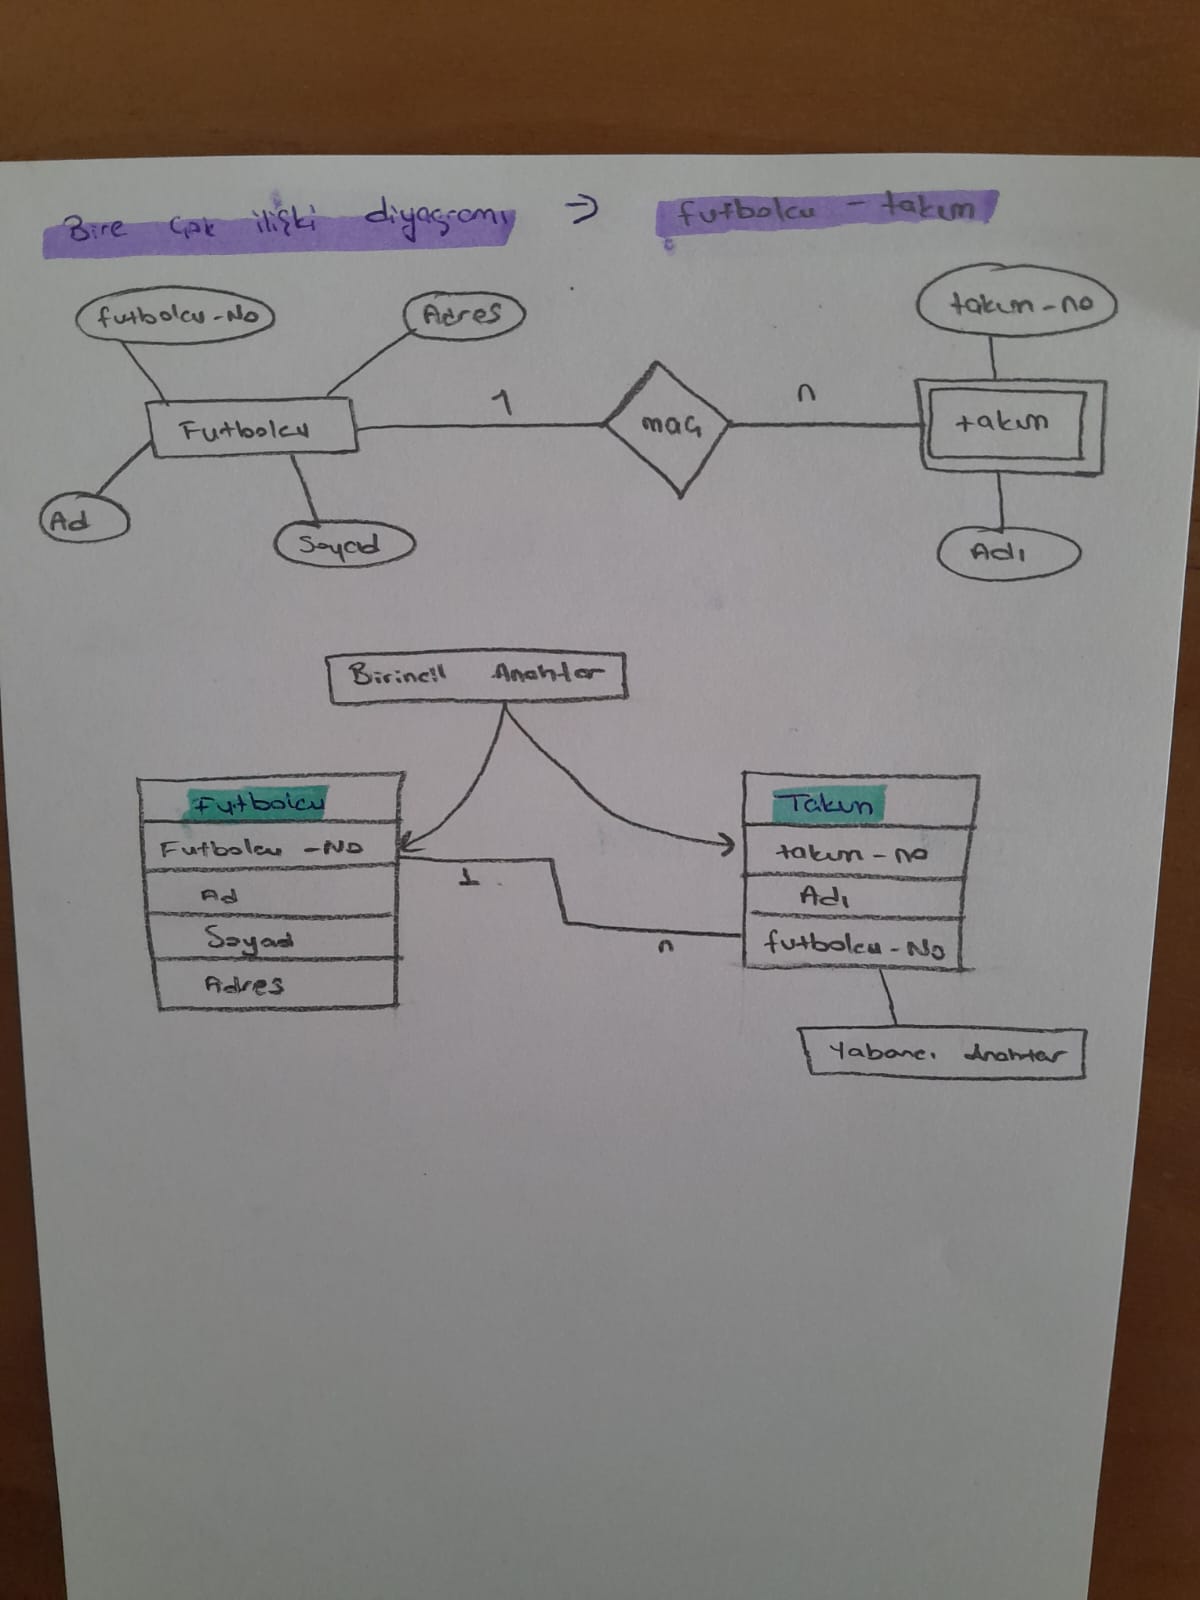 Bire çok ilişki diyagramı → futbolcu - takım
futbolcu-No
Adres
takım-no
Futbolcu
1
maç
n
takım
Ad
Soyad
Adı
Birincil Anahtar
Futbolcu
Takım
Futbolcu -No
takım-no
1
Ad
Adı
Soyad
n
futbolcu-No
Adres
Yabancı Anahtar